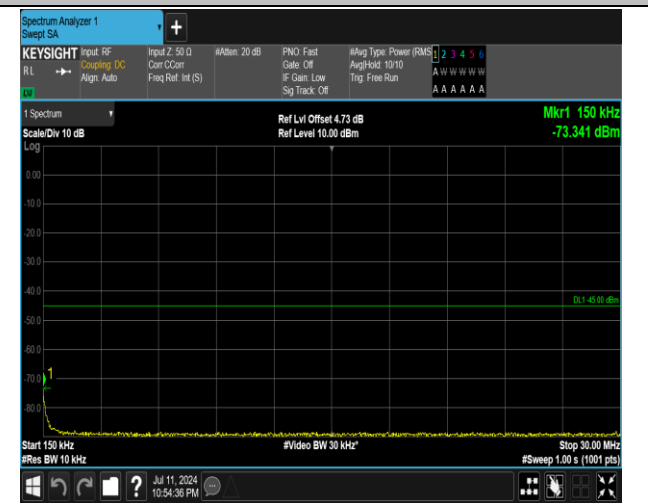 Spectrum Analyzer 1
Swept SA
KEYSIGHT Input: RF Input Z: 50 Ω #Atten: 20 dB PNO: Fast #Avg Type: Power (RMS 1 2 3 4 5 6
RL Coupling: DC Corr CCorr Gate: Off Avg|Hold: 10/10 A W W W W W
Align: Auto Freq Ref: Int (S) IF Gain: Low Trig: Free Run
Sig Track: Off A A A A A A
1 Spectrum
Ref Lvl Offset 4.73 dB Mkr1 150 kHz
Scale/Div 10 dB Ref Level 10.00 dBm -73.341 dBm
Log
0.00
-10.0
-20.0
-30.0
-40.0
DL1 -45.00 dBm
-50.0
-60.0
1
-70.0
-80.0
Start 150 kHz #Video BW 30 kHz* Stop 30.00 MHz
#Res BW 10 kHz #Sweep 1.00 s (1001 pts)
? Jul 11, 2024
10:54:36 PM